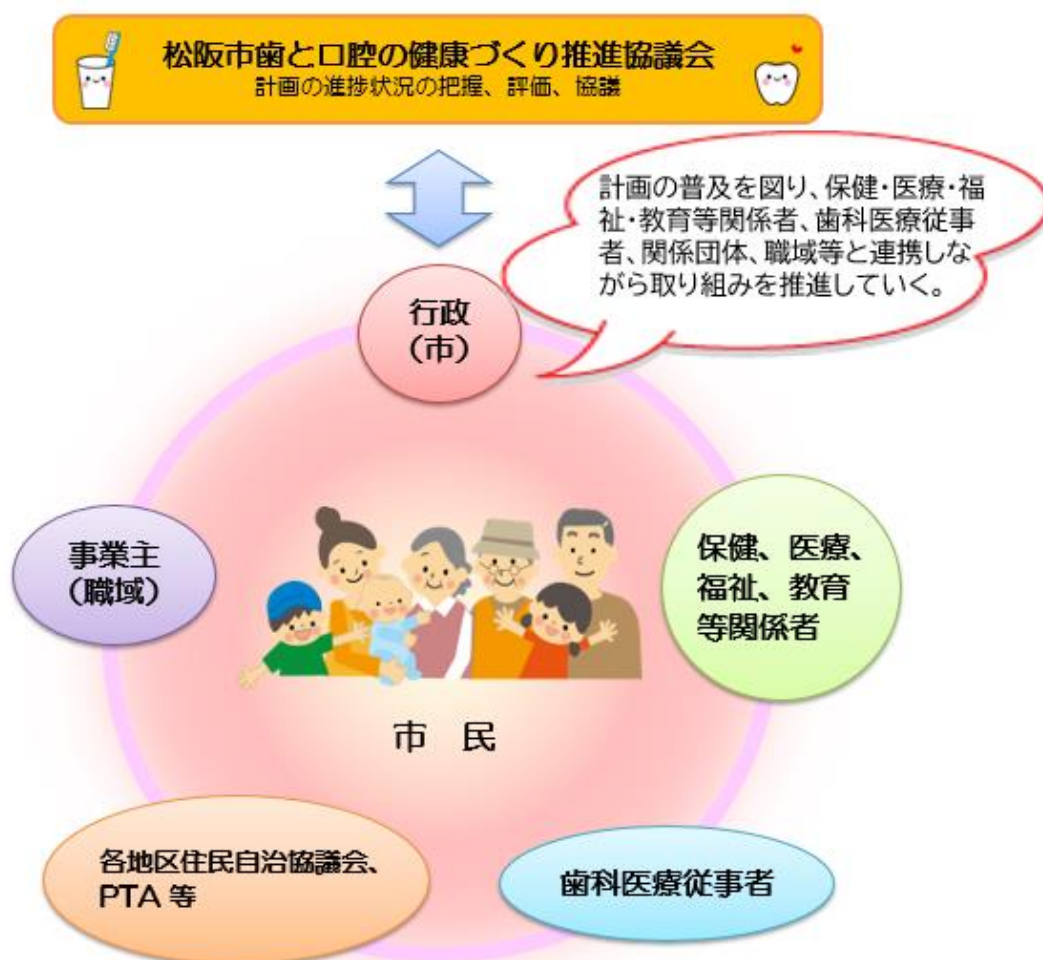 松阪市歯と口腔の健康づくり推進協議会
計画の進捗状況の把握、評価、協議
計画の普及を図り、保健・医療・福
祉・教育等関係者、歯科医療従事
者、関係団体、職域等と連携しな
がら取り組みを推進していく。
行政
（市）
事業主
（職域）
保健、医療、
福祉、教育
等関係者
市 民
各地区住民自治協議会、
PTA 等
歯科医療従事者